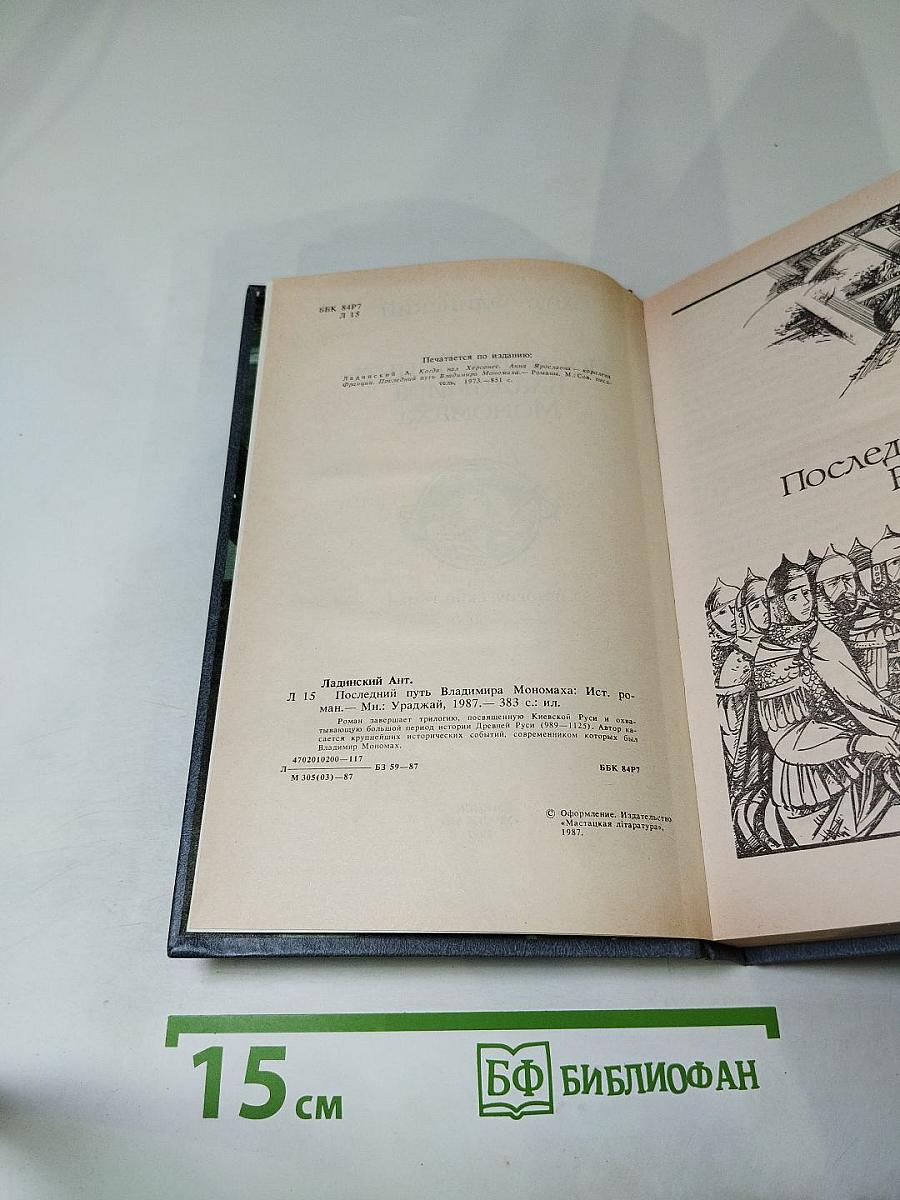 ББК 84Р7
Л 15
Печатается по изданию:
Ладинский А. Когда пал Херсонес. Анна Ярославна — королева
Франции. Последний путь Владимира Мономаха.— Романы. М.: Сов. писа-
тель, 1973.—851 с.
Ладинский Ант.
Л 15 Последний путь Владимира Мономаха: Ист. ро-
ман.— Мн.: Ураджай, 1987.— 383 с.: ил.
Роман завершает трилогию, посвященную Киевской Руси и охва-
тывающую большой период истории Древней Руси (989—1125). Автор ка-
сается крупнейших исторических событий, современником которых был
Владимир Мономах.
4702010200—117
Л——— БЗ 59—87 ББК 84Р7
М 305(03)—87
© Оформление. Издательство
«Мастацкая літаратура»,
1987.
Послед
15 см
БФ БИБЛИОФАН